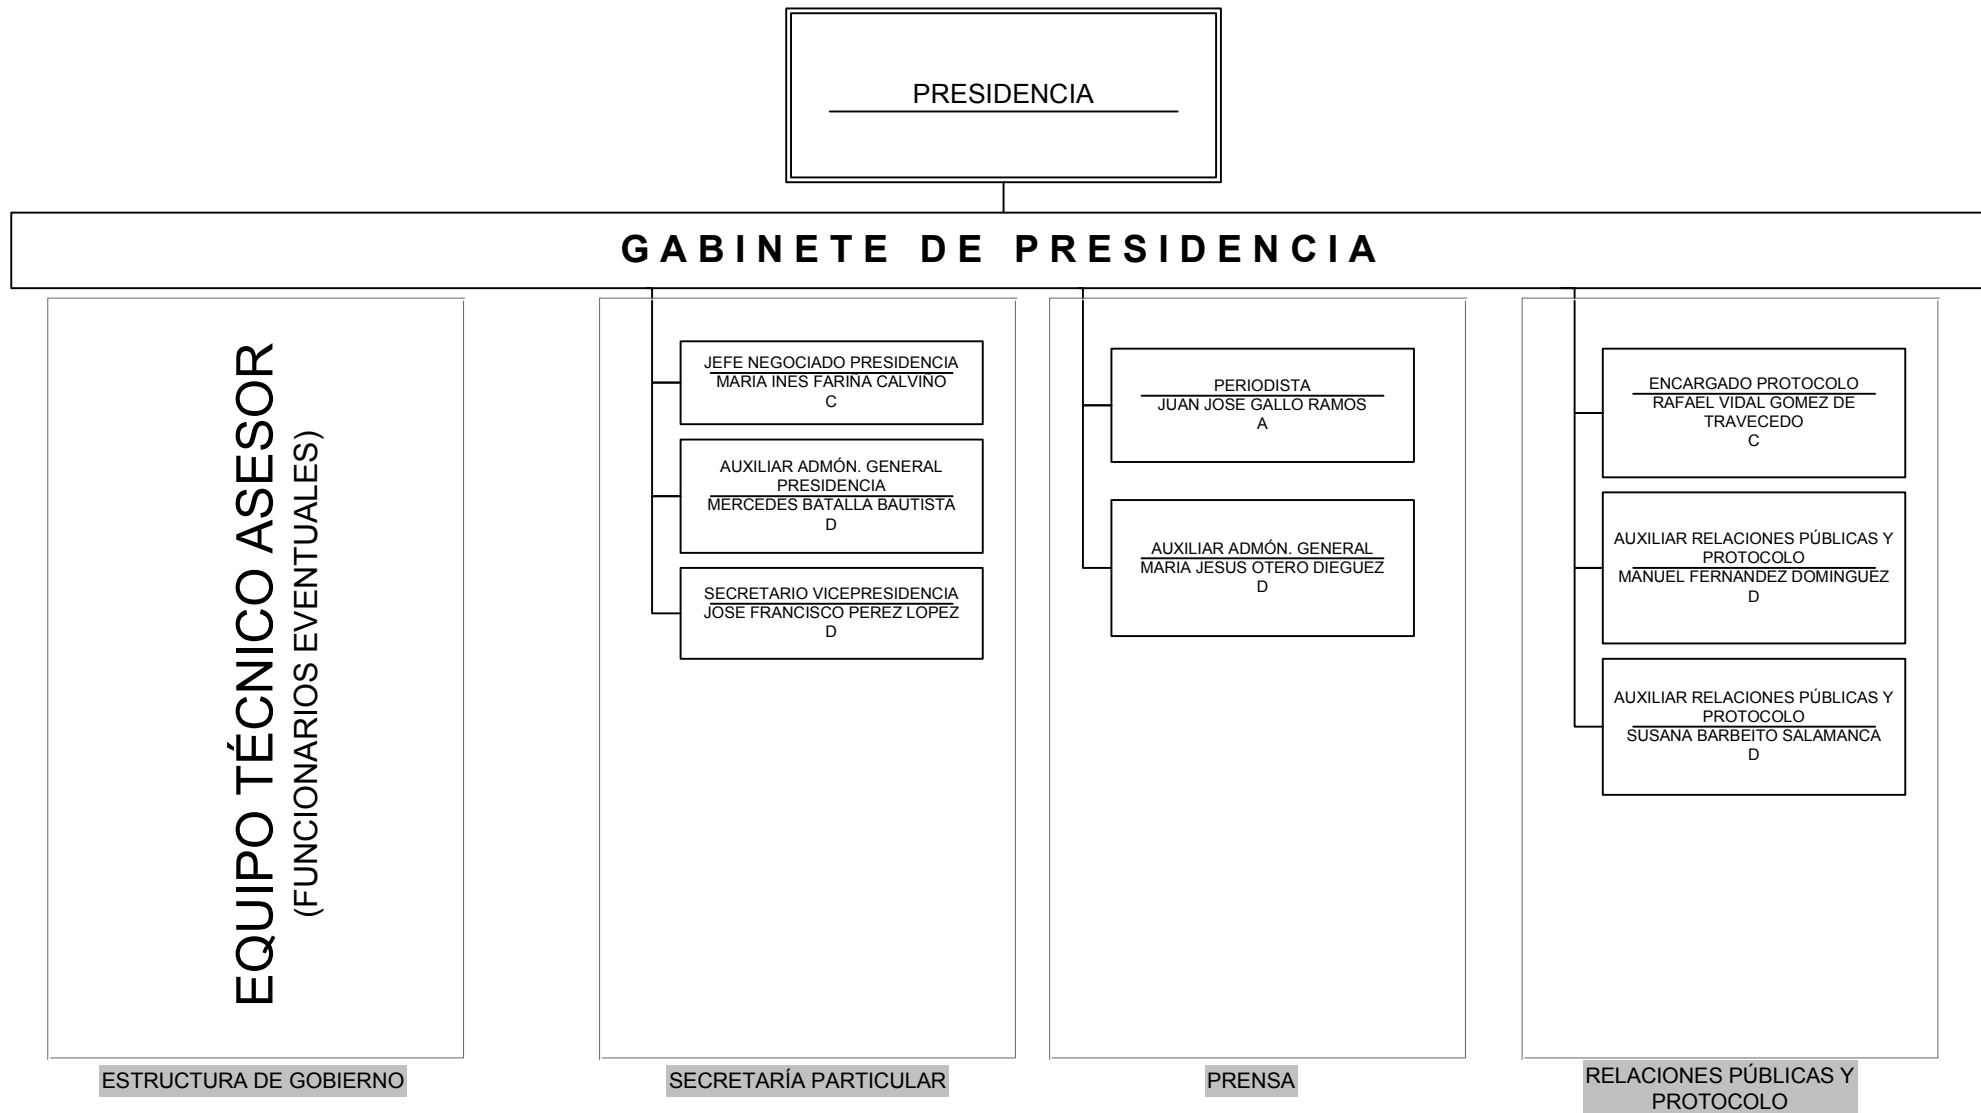 PRESIDENCIA
GABINETE DE PRESIDENCIA
EQUIPO TÉCNICO ASESOR
(FUNCIONARIOS EVENTUALES)
ESTRUCTURA DE GOBIERNO
JEFE NEGOCIADO PRESIDENCIA
MARIA INES FARIÑA CALVIÑO
C
AUXILIAR ADMÓN. GENERAL
PRESIDENCIA
MERCEDES BATALLA BAUTISTA
D
SECRETARIO VICEPRESIDENCIA
JOSE FRANCISCO PEREZ LOPEZ
D
SECRETARÍA PARTICULAR
PERIODISTA
JUAN JOSE GALLO RAMOS
A
AUXILIAR ADMÓN. GENERAL
MARIA JESUS OTERO DIEGUEZ
D
PRENSA
ENCARGADO PROTOCOLO
RAFAEL VIDAL GOMEZ DE
TRAVECEDO
C
AUXILIAR RELACIONES PÚBLICAS Y
PROTOCOLO
MANUEL FERNANDEZ DOMINGUEZ
D
AUXILIAR RELACIONES PÚBLICAS Y
PROTOCOLO
SUSANA BARBEITO SALAMANCA
D
RELACIONES PÚBLICAS Y
PROTOCOLO